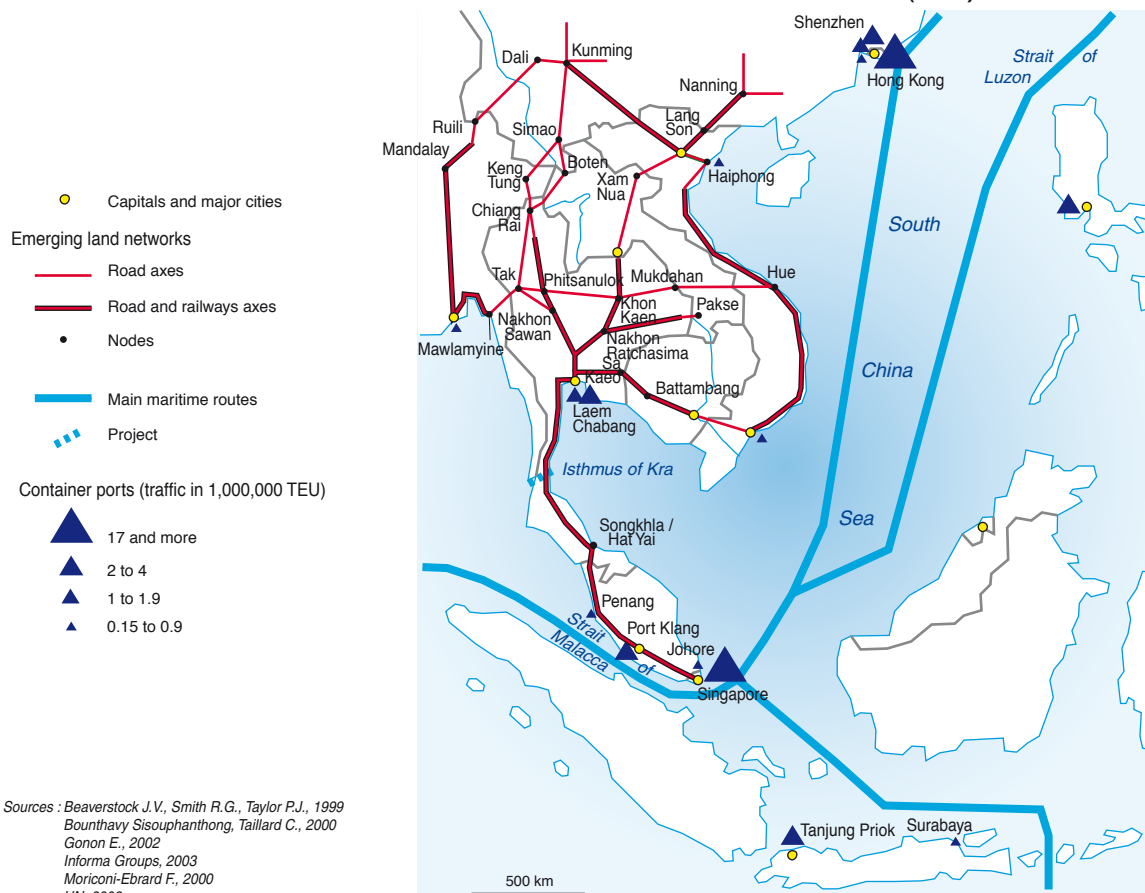 Capitals and major cities
Emerging land networks
Road axes
Road and railways axes
Nodes
Main maritime routes
Project
Container ports (traffic in 1,000,000 TEU)
17 and more
2 to 4
1 to 1.9
0.15 to 0.9
Sources : Beaverstock J.V., Smith R.G., Taylor P.J., 1999
Bounthavy Sisouphanthong, Taillard C., 2000
Gonon E., 2002
Informa Groups, 2003
Moriconi-Ebrard F., 2000
Shenzhen
Hong Kong
Strait of
Luzon
Dali
Kunming
Nanning
Lang
Son
Ruili
Simao
Mandalay
Keng
Tung
Boten
Xam
Nua
Haiphong
Chiang
Rai
South
Tak
Phitsanulok
Mukdahan
Hue
Khon
Kaen
Pakse
Nakhon
Sawan
Mawlamyine
Nakhon
Ratchasima
Sa
Kaeo
Battambang
China
Laem
Chabang
Isthmus of Kra
Sea
Songkhla /
Hat Yai
Penang
Strait of
Malacca
Port Klang
Johore
Singapore
Tanjung Priok
Surabaya
500 km